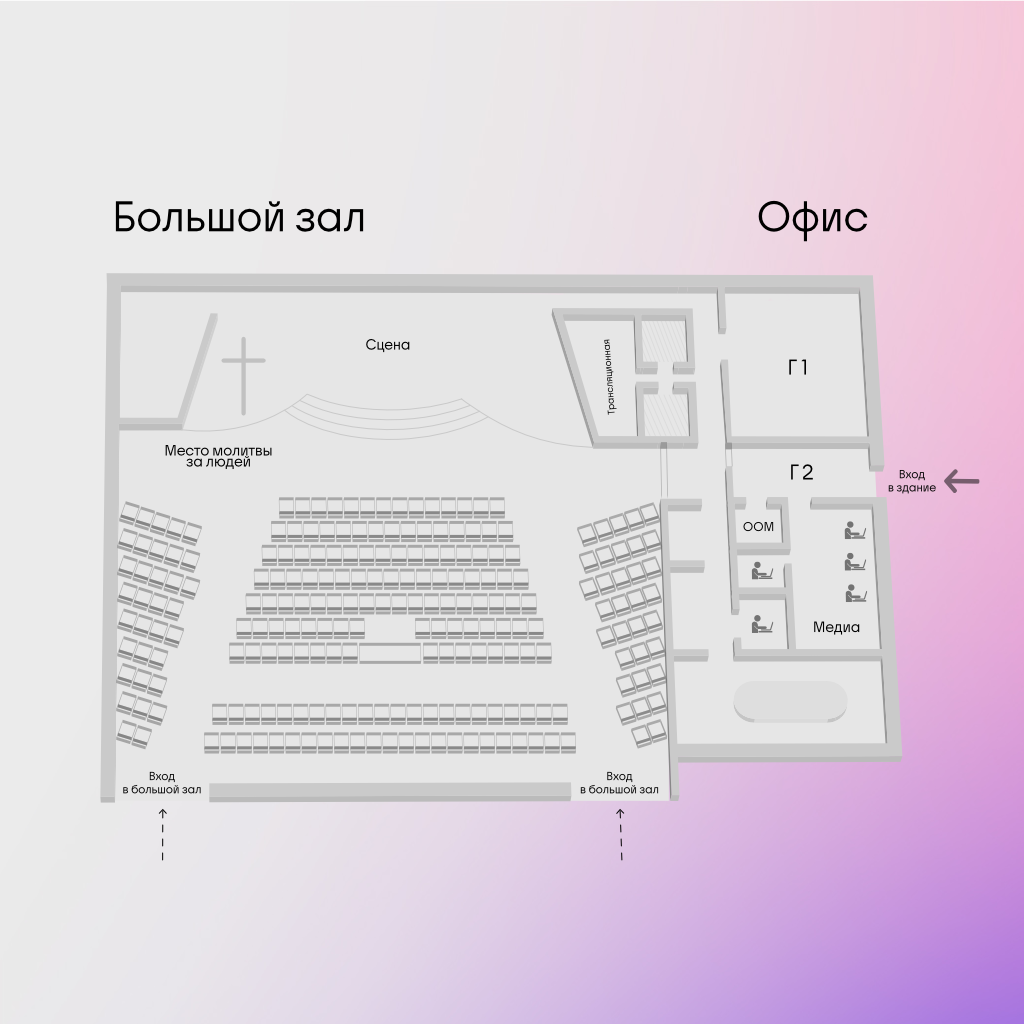 Большой зал
Офис
Сцена
Трансляционная
Г1
Место молитвы
за людей
Г2
Вход
в здание
ООМ
Медиа
Вход
в большой зал
Вход
в большой зал